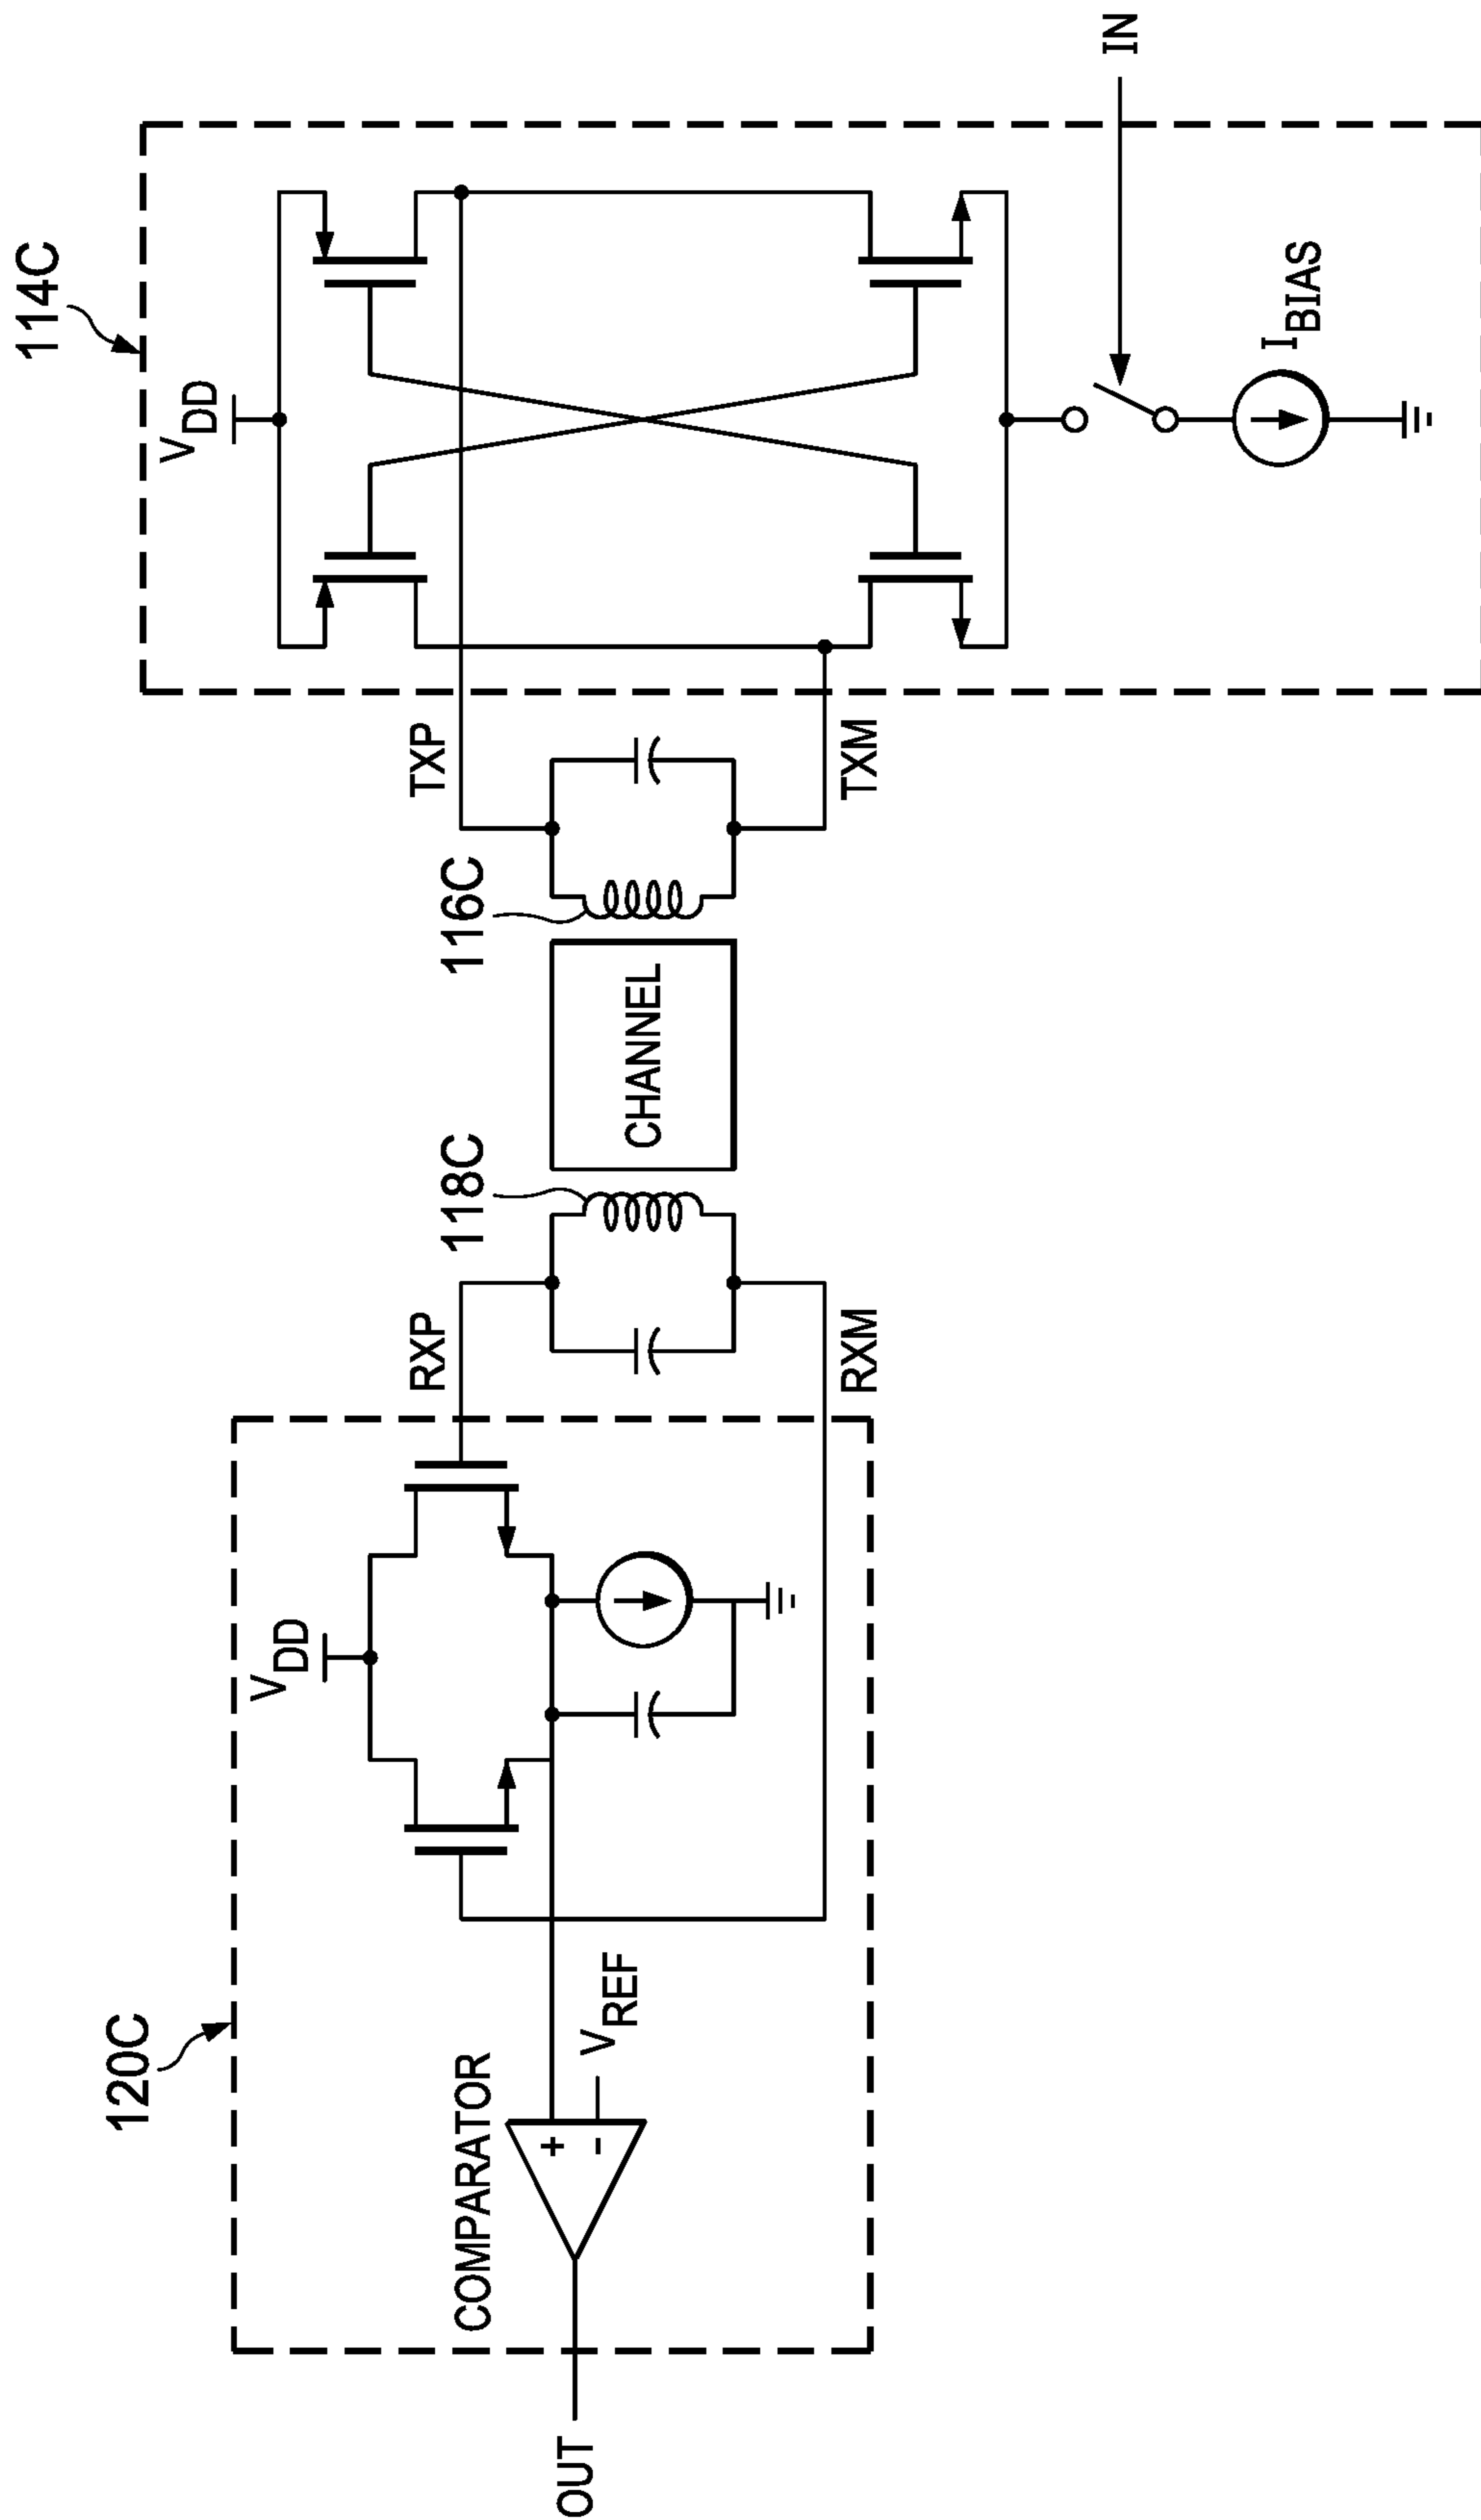 114C
IN
VDD
IBIAS
TXP
TXM
116C
CHANNEL
118C
RXP
RXM
VDD
120C
VREF
COMPARATOR
+
-
OUT